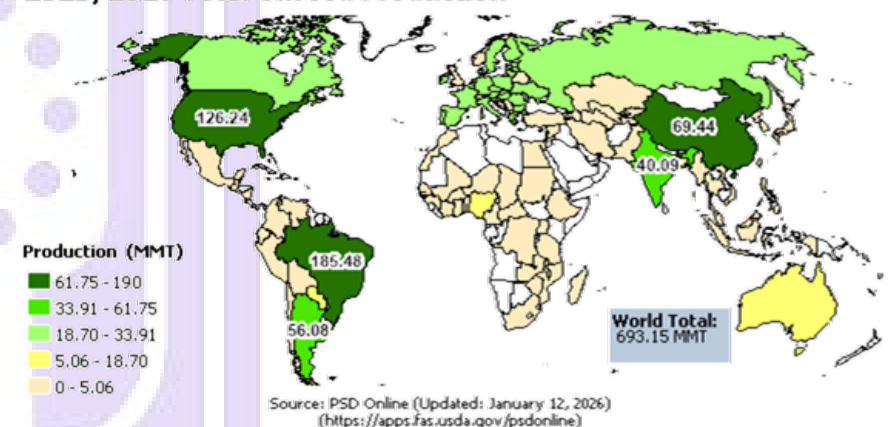 126.24
69.44
40.09
185.48
56.08
Production (MMT)
61.75 - 190
33.91 - 61.75
18.70 - 33.91
5.06 - 18.70
0 - 5.06
World Total:
693.15 MMT
Source: PSD Online (Updated: January 12, 2026)
(https://apps.fas.usda.gov/psdonline)